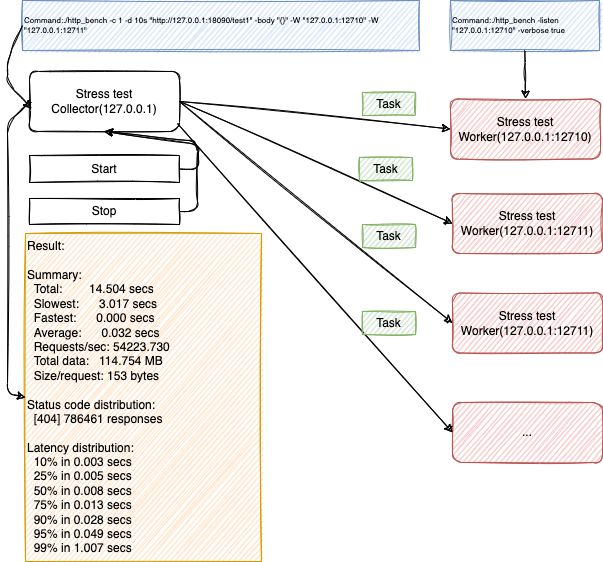 Command:./http_bench -c 1 -d 10s "http://127.0.0.1:18090/test1" -body "{}" -W "127.0.0.1:12710" -W
"127.0.0.1:12711"
Command:./http_bench -listen
"127.0.0.1:12710" -verbose true
Stress test
Collector(127.0.0.1)
Start
Stop
Task
Task
Task
Task
Stress test
Worker(127.0.0.1:12710)
Stress test
Worker(127.0.0.1:12711)
Stress test
Worker(127.0.0.1:12711)
...
Result:
Summary:
Total: 14.504 secs
Slowest: 3.017 secs
Fastest: 0.000 secs
Average: 0.032 secs
Requests/sec: 54223.730
Total data: 114.754 MB
Size/request: 153 bytes
Status code distribution:
[404] 786461 responses
Latency distribution:
10% in 0.003 secs
25% in 0.005 secs
50% in 0.008 secs
75% in 0.013 secs
90% in 0.028 secs
95% in 0.049 secs
99% in 1.007 secs